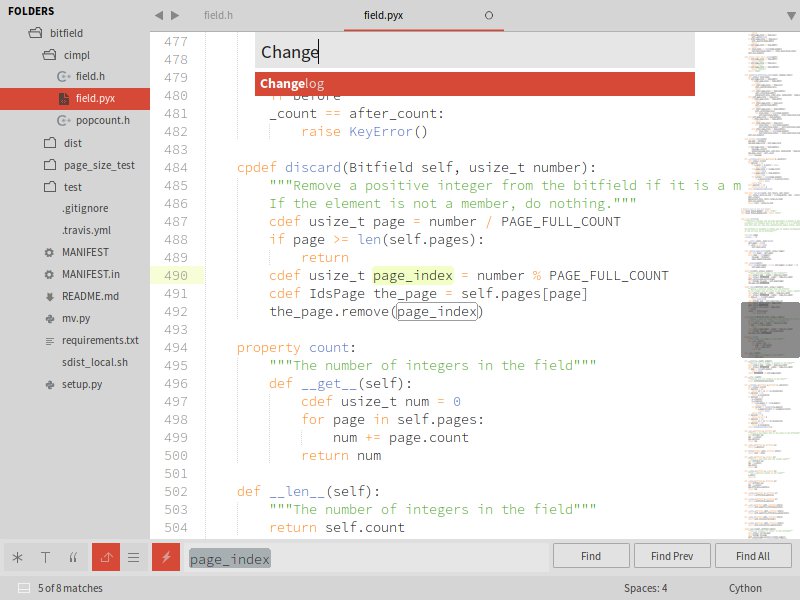 FOLDERS
bitfield
cimpl
field.h
field.pyx
popcount.h
dist
page_size_test
test
.gitignore
.travis.yml
MANIFEST
MANIFEST.in
README.md
mv.py
requirements.txt
sdist_local.sh
setup.py
field.h
field.pyx
Change
Changelog
477
478
479
480 if before
481 _count == after_count:
482 raise KeyError()
483
484 cpdef discard(Bitfield self, usize_t number):
485 """Remove a positive integer from the bitfield if it is a m
486 If the element is not a member, do nothing."""
487 cdef usize_t page = number / PAGE_FULL_COUNT
488 if page >= len(self.pages):
489 return
490 cdef usize_t page_index = number % PAGE_FULL_COUNT
491 cdef IdsPage the_page = self.pages[page]
492 the_page.remove(page_index)
493
494 property count:
495 """The number of integers in the field"""
496 def __get__(self):
497 cdef usize_t num = 0
498 for page in self.pages:
499 num += page.count
500 return num
501
502 def __len__(self):
503 """The number of integers in the field"""
504 return self.count
page_index
Find
Find Prev
Find All
5 of 8 matches
Spaces: 4
Cython